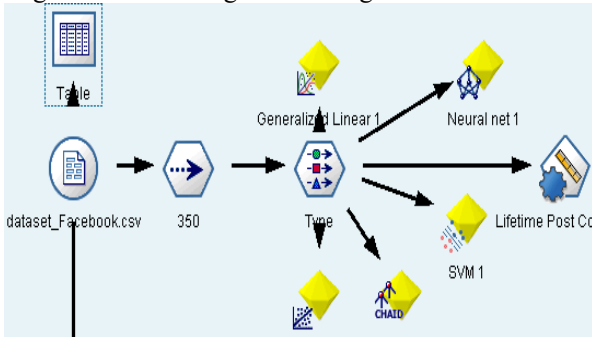 Table
Generalized Linear 1
Neural net 1
dataset_Facebook.csv
350
Type
Lifetime Post Co
SVM 1
CHAID